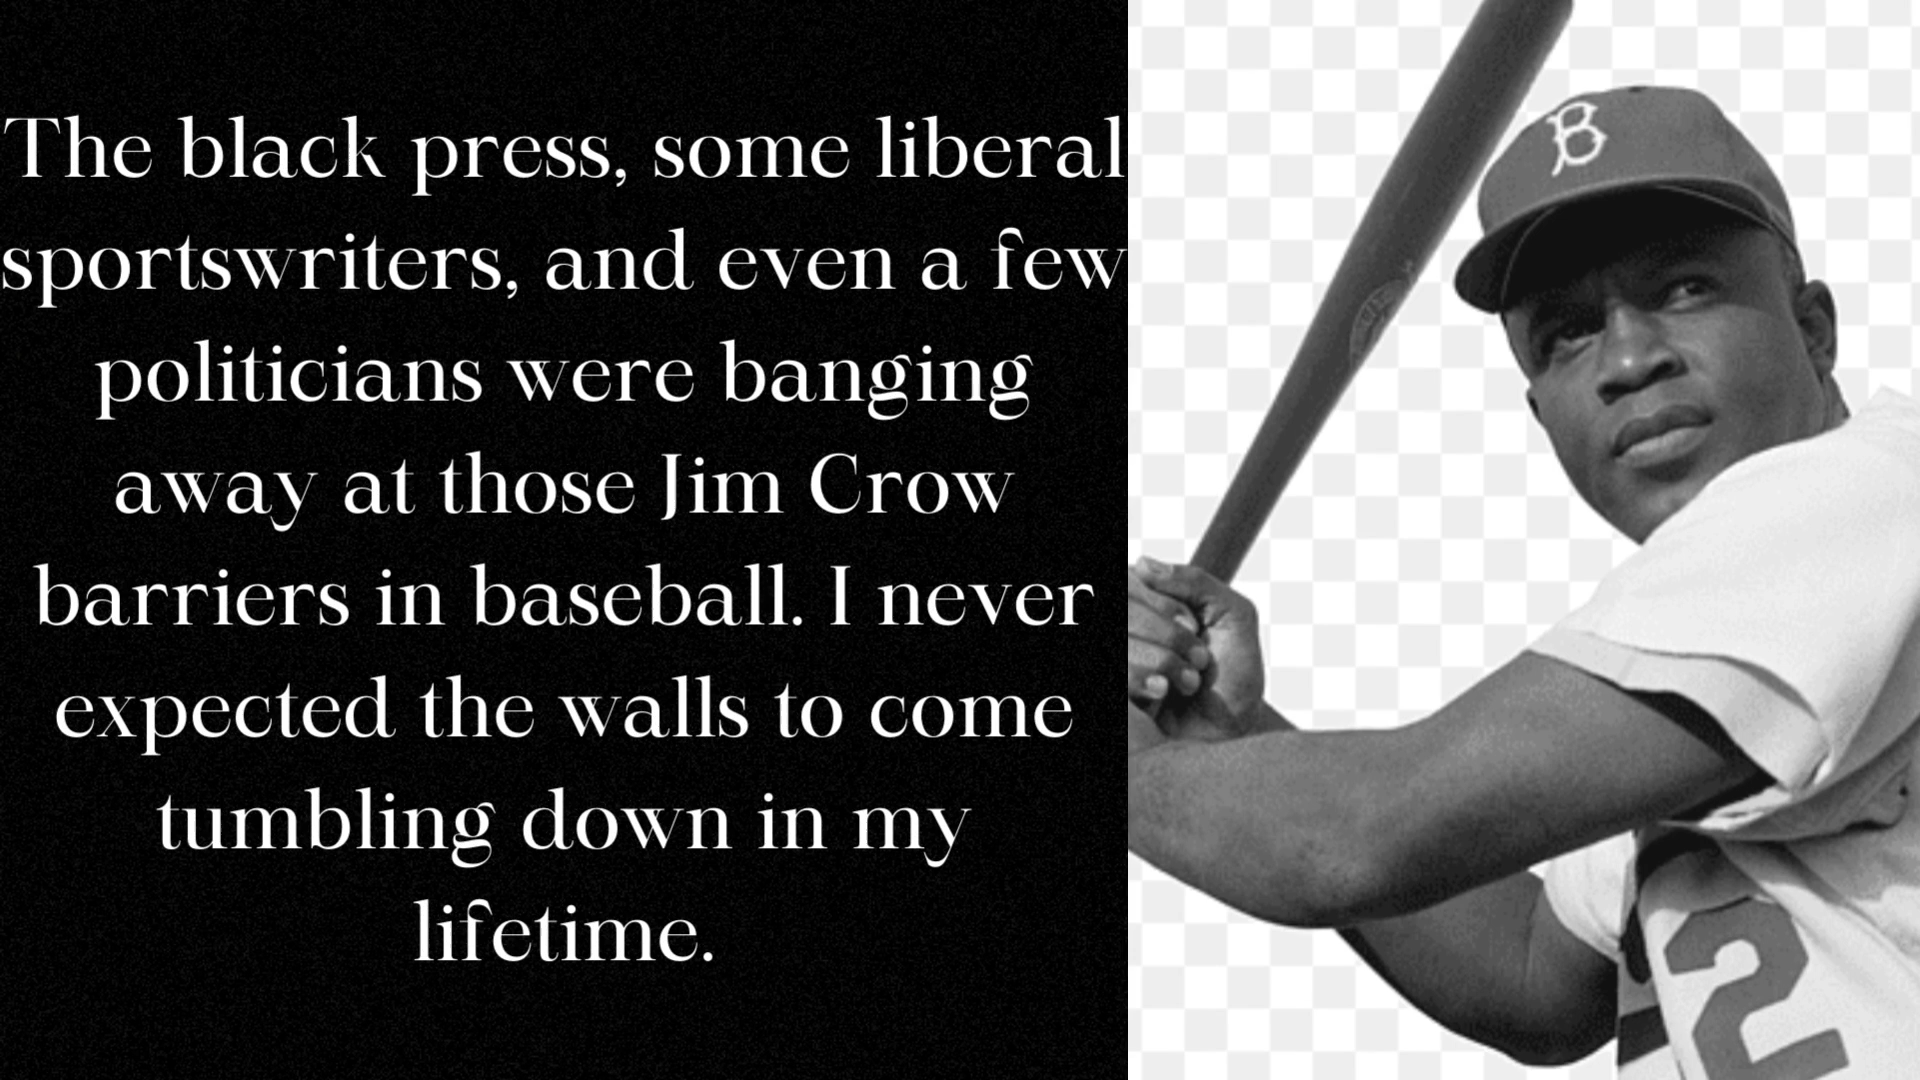 The black press, some liberal
sportswriters, and even a few
politicians were banging
away at those Jim Crow
barriers in baseball. I never
expected the walls to come
tumbling down in my
lifetime.
B
2